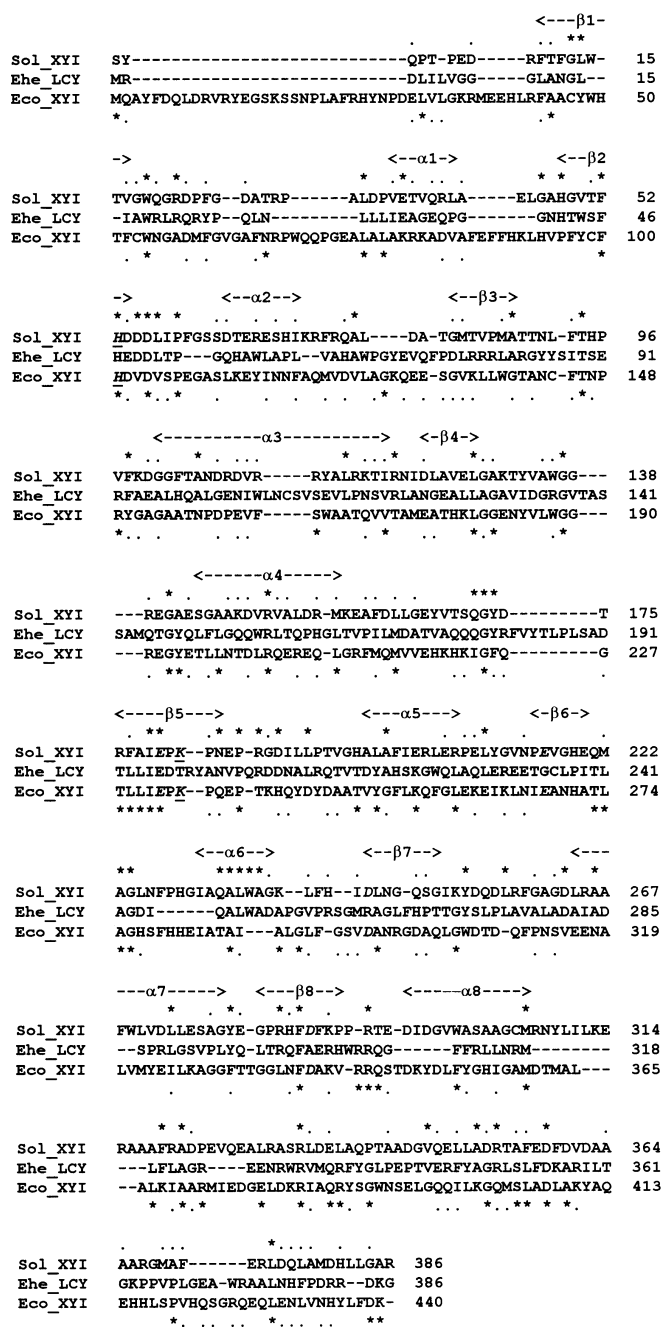 <---β1-
. . . . * *
Sol_XYI SY----------------------------QPT-PED-----RFTFGLW- 15
Ehe_LCY MR----------------------------DLILVGG----GLANGL-- 15
Eco_XYI MQAYFDQLDRVRYEGSKSSNPLAFRHYNPDELVLGKRMEEHLRFAACYWH 50
*. .*.. .*
-> <--α1--> <--β2
Sol_XYI TVGWQGRDPFG--DATRP-----ALDPVETVQRLA----ELGAHGVTF 52
Ehe_LCY -IAWRLRQRYP--QLN-------LLLIEAGEQPG------GNHTWSF 46
Eco_XYI TFCWNGADMFGVGAFNRPWQQPGEALALAKRKADVAFEFFHKLHVPFYCF 100
-> <--α2--> <--β3-->
Sol_XYI HDDDLIPFGSSDTERESHIKRFRQAL----DA-TGMTVPMATTNL-FTHP 96
Ehe_LCY HEDDLTP---GQHAWLAPL---VAHAWPGYEVQFPDLRRRLARGYYSITSE 91
Eco_XYI HDVDVSPEGASLKEYINNFAQMVDVLAGKQEE-SGVKLLWGTANC-FTNP 148
<----------α3----------> <-β4-->
Sol_XYI VFKDGGFTANDRDVR-----RYALRKTIRNIDLAVELGAKTYVAWGG--- 138
Ehe_LCY RFAEALHQALGENIWLNCSVSEVLPNSVRLANGEALLAGAVIDGRGVTAS 141
Eco_XYI RYGAGAATNPDPEVF-----SWAATQVVTAMEATHKLGGENYVLWGG--- 190
<------α4----->
Sol_XYI ---REGAESGAAKDVRVALDR-MKEAFDLLGEYVTSQGYD---------T 175
Ehe_LCY SAMQTGYQLFLGQQWRLTQPHGLTVPILMDATVAQQQGYRFVYTLPLSAD 191
Eco_XYI ---REGYETLLNTDLRQEREQ-LGRFMQMVVEHKHKIGFQ---------G 227
<----β5----> <--α5---> <-β6-->
Sol_XYI RFAIEPK--PNEP-RGDILLPTVGHALAFIERLERPELYGVNPEVGHEQM 222
Ehe_LCY TLLIEDTRYANVPQRDDNALRQTVTDYAHSKGWQLAQLEREETGCLPITL 241
Eco_XYI TLLIEPK--PQEP-TKHQYDYDAATVYGFLKQFGLEKEIKLNIEANHATL 274
<--α6--> <--β7---> <---
Sol_XYI AGLNFPHGIAQALWAGK--LFH--IDLNG-QSGIKYDQDLRFGAGDLRAA 267
Ehe_LCY AGDI------QALWADAPGVPRSGMRAGLFHPTTGYSLPLAVALADAIAD 285
Eco_XYI AGHSFHHEIATAI---ALGLF-GSVDANRGDAQLGWDTD-QFPNSVEENA 319
---α7------> <--β8---> <----α8----->
Sol_XYI FWLVDLLESAGYE-GPRHFDFKPP-RTE-DIDGVWASAAGCMRNYLILKE 314
Ehe_LCY --SPRLGSVPLYQ-LTRQFAERHWRRQG------FFRLLNRM-------- 318
Eco_XYI LVMYEILKAGGFTTGGLNFDAKV-RRQSTDKYDLFYGHIGAMDTMAL--- 365
Sol_XYI RAAAFRADPEVQEALRASRLDELAQPTAADGVQELLADRTAFEDFDVDAA 364
Ehe_LCY ---LFLAGR----EENRWRVMQRFYGLPEPTVERFYAGRLSLFDKARILT 361
Eco_XYI --ALKIAARMIEDGELDKRIAQRYSGWNSELGQQILKGQMSLADLAKYAQ 413
Sol_XYI AARGMAF------ERLDQLAMDHLLGAR 386
Ehe_LCY GKPPVPLGEA-WRAALNHFPDRR--DKG 386
Eco_XYI EHHLSPVHQSGRQEQLENLVNHYLFDK- 440